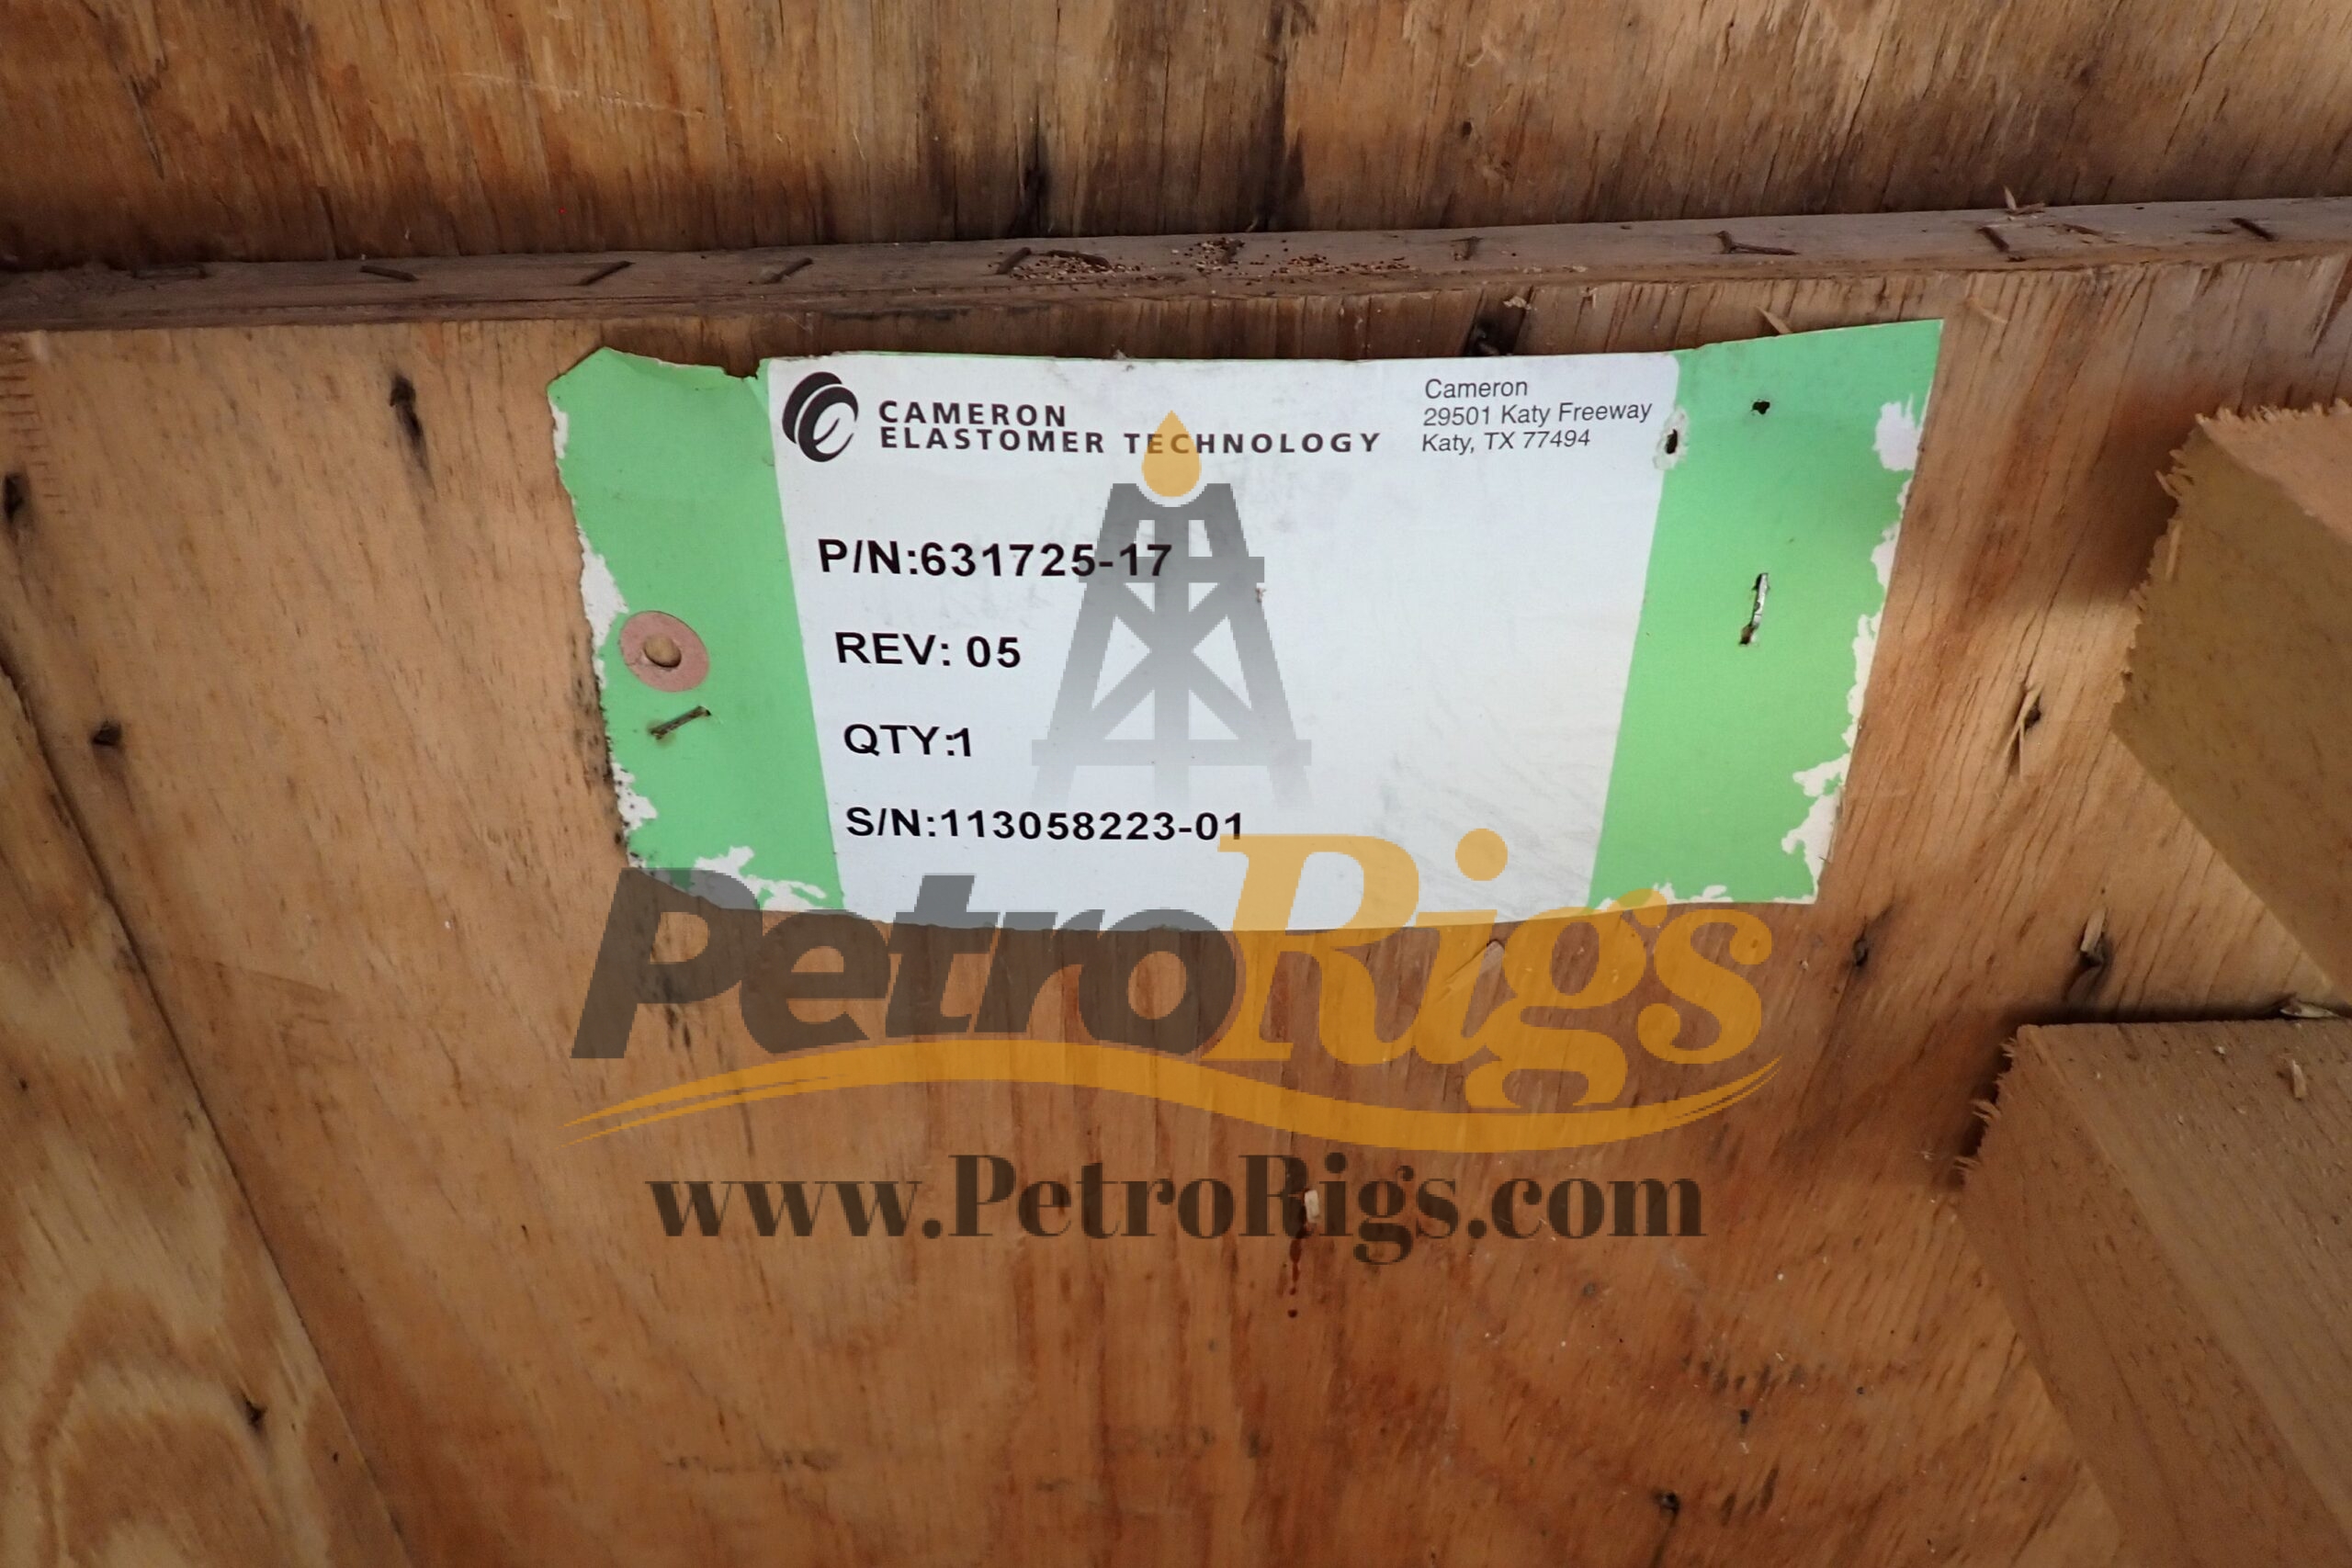 CAMERON
ELASTOMER TECHNOLOGY
Cameron
29501 Katy Freeway
Katy, TX 77494
P/N:631725-17
REV: 05
QTY:1
S/N:113058223-01
PetroRigs
www.PetroRigs.com